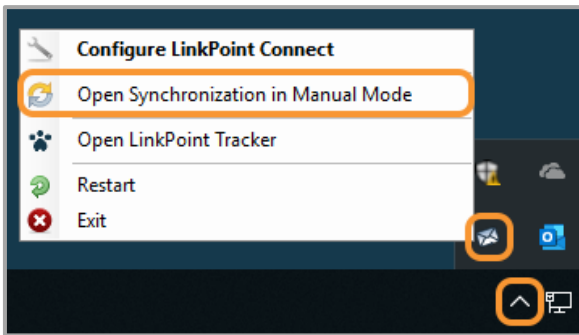 Configure LinkPoint Connect
Open Synchronization in Manual Mode
Open LinkPoint Tracker
Restart
Exit